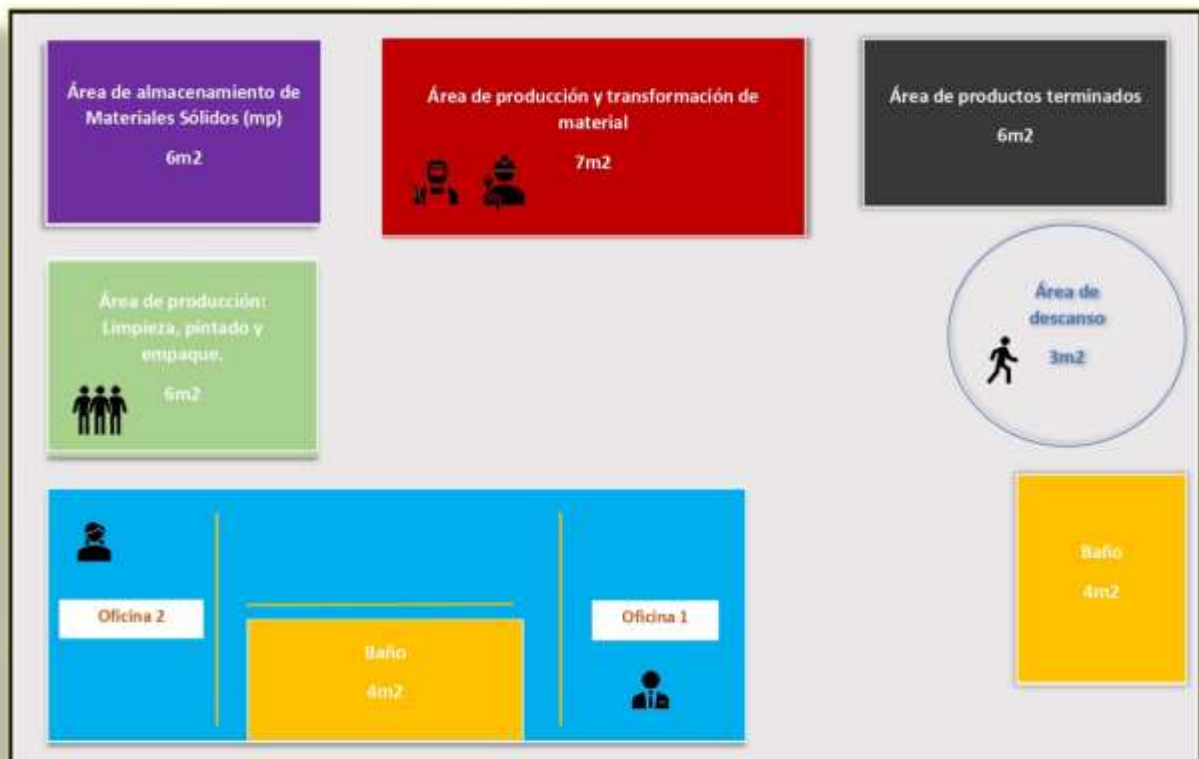 Área de almacenamiento de
Materiales Sólidos (mp)
6m2
Área de producción y transformación de
material
7m2
Área de productos terminados
6m2
Área de producción:
Limpieza, pintado y
empaque.
6m2
Área de
descanso
3m2
Baño
4m2
Oficina 2
Oficina 1
Baño
4m2